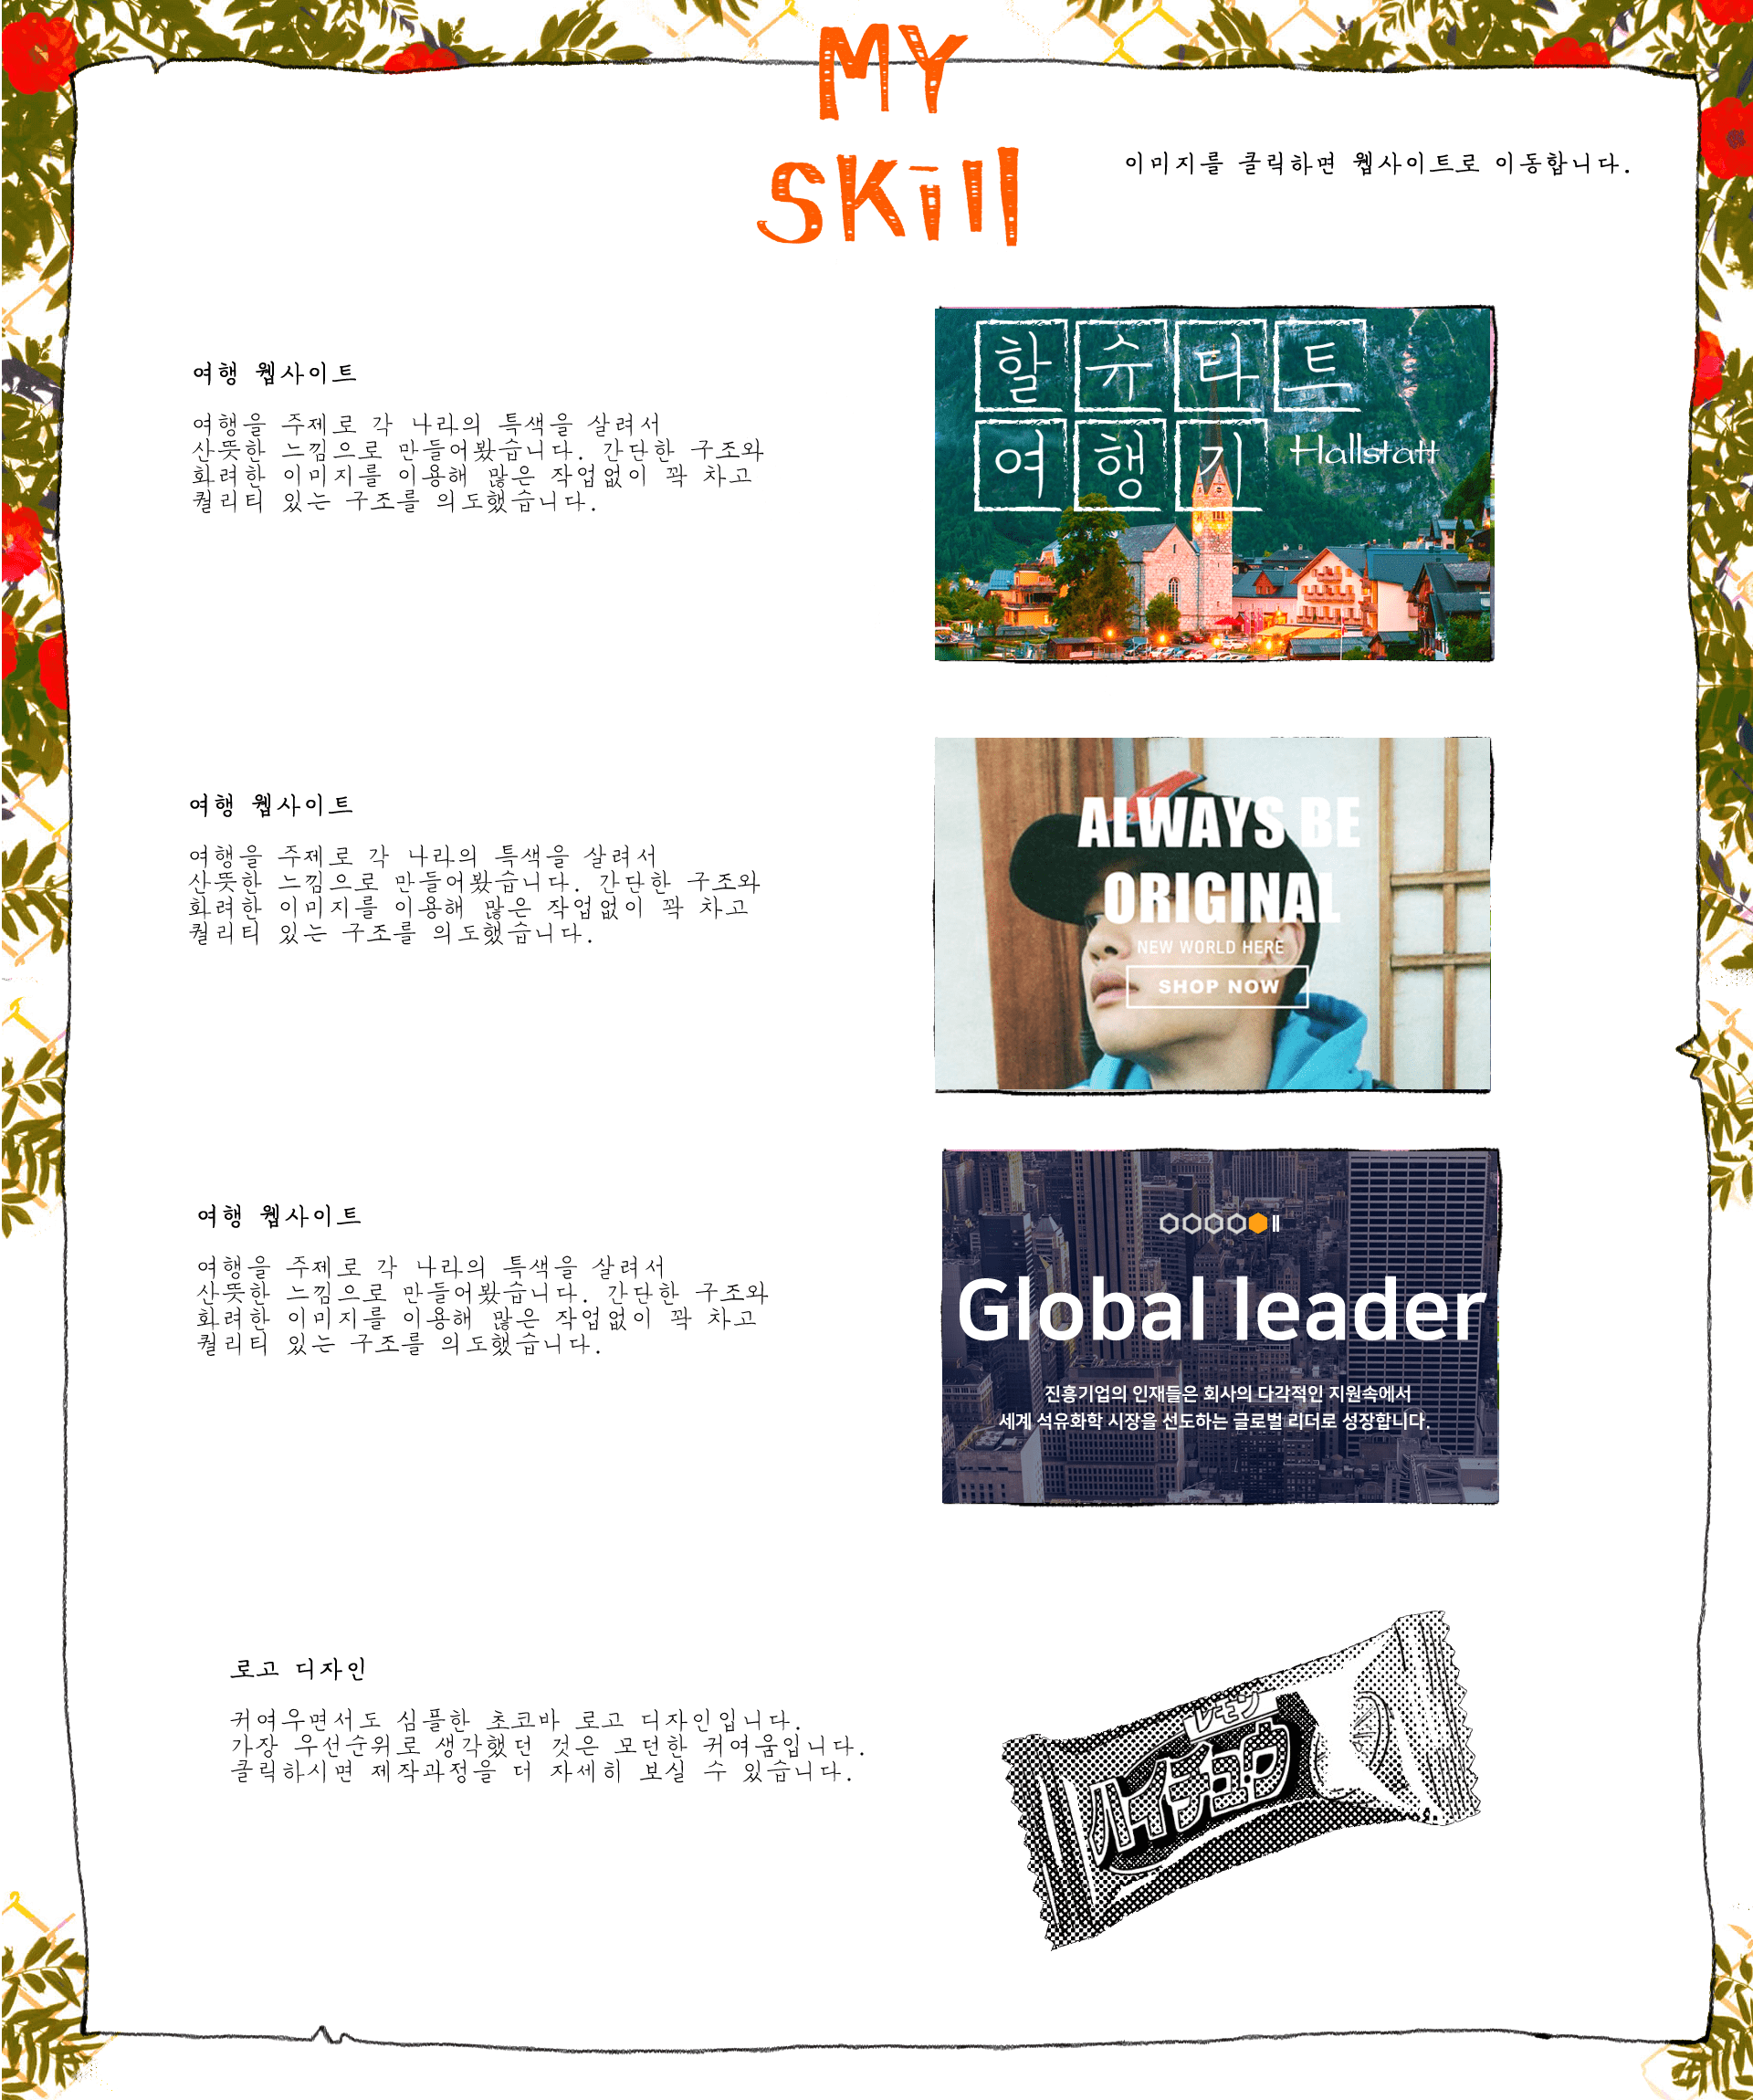 MY
SKill
이미지를 클릭하면 웹사이트로 이동합니다.
여행 웹사이트
여행을 주제로 각 나라의 특색을 살려서
산뜻한 느낌으로 만들어봤습니다. 간단한 구조와
화려한 이미지를 이용해 많은 작업없이 꽉 차고
퀄리티 있는 구조를 의도했습니다.
할슈타트
여행기 Hallstatt
여행 웹사이트
여행을 주제로 각 나라의 특색을 살려서
산뜻한 느낌으로 만들어봤습니다. 간단한 구조와
화려한 이미지를 이용해 많은 작업없이 꽉 차고
퀄리티 있는 구조를 의도했습니다.
ALWAYS BE
ORIGINAL
NEW WORLD HERE
SHOP NOW
여행 웹사이트
여행을 주제로 각 나라의 특색을 살려서
산뜻한 느낌으로 만들어봤습니다. 간단한 구조와
화려한 이미지를 이용해 많은 작업없이 꽉 차고
퀄리티 있는 구조를 의도했습니다.
Global leader
진흥기업의 인재들은 회사의 다각적인 지원속에서
세계 석유화학 시장을 선도하는 글로벌 리더로 성장합니다.
로고 디자인
귀여우면서도 심플한 초코바 로고 디자인입니다.
가장 우선순위로 생각했던 것은 모던한 귀여움입니다.
클릭하시면 제작과정을 더 자세히 보실 수 있습니다.
レモン
ハイチュウ